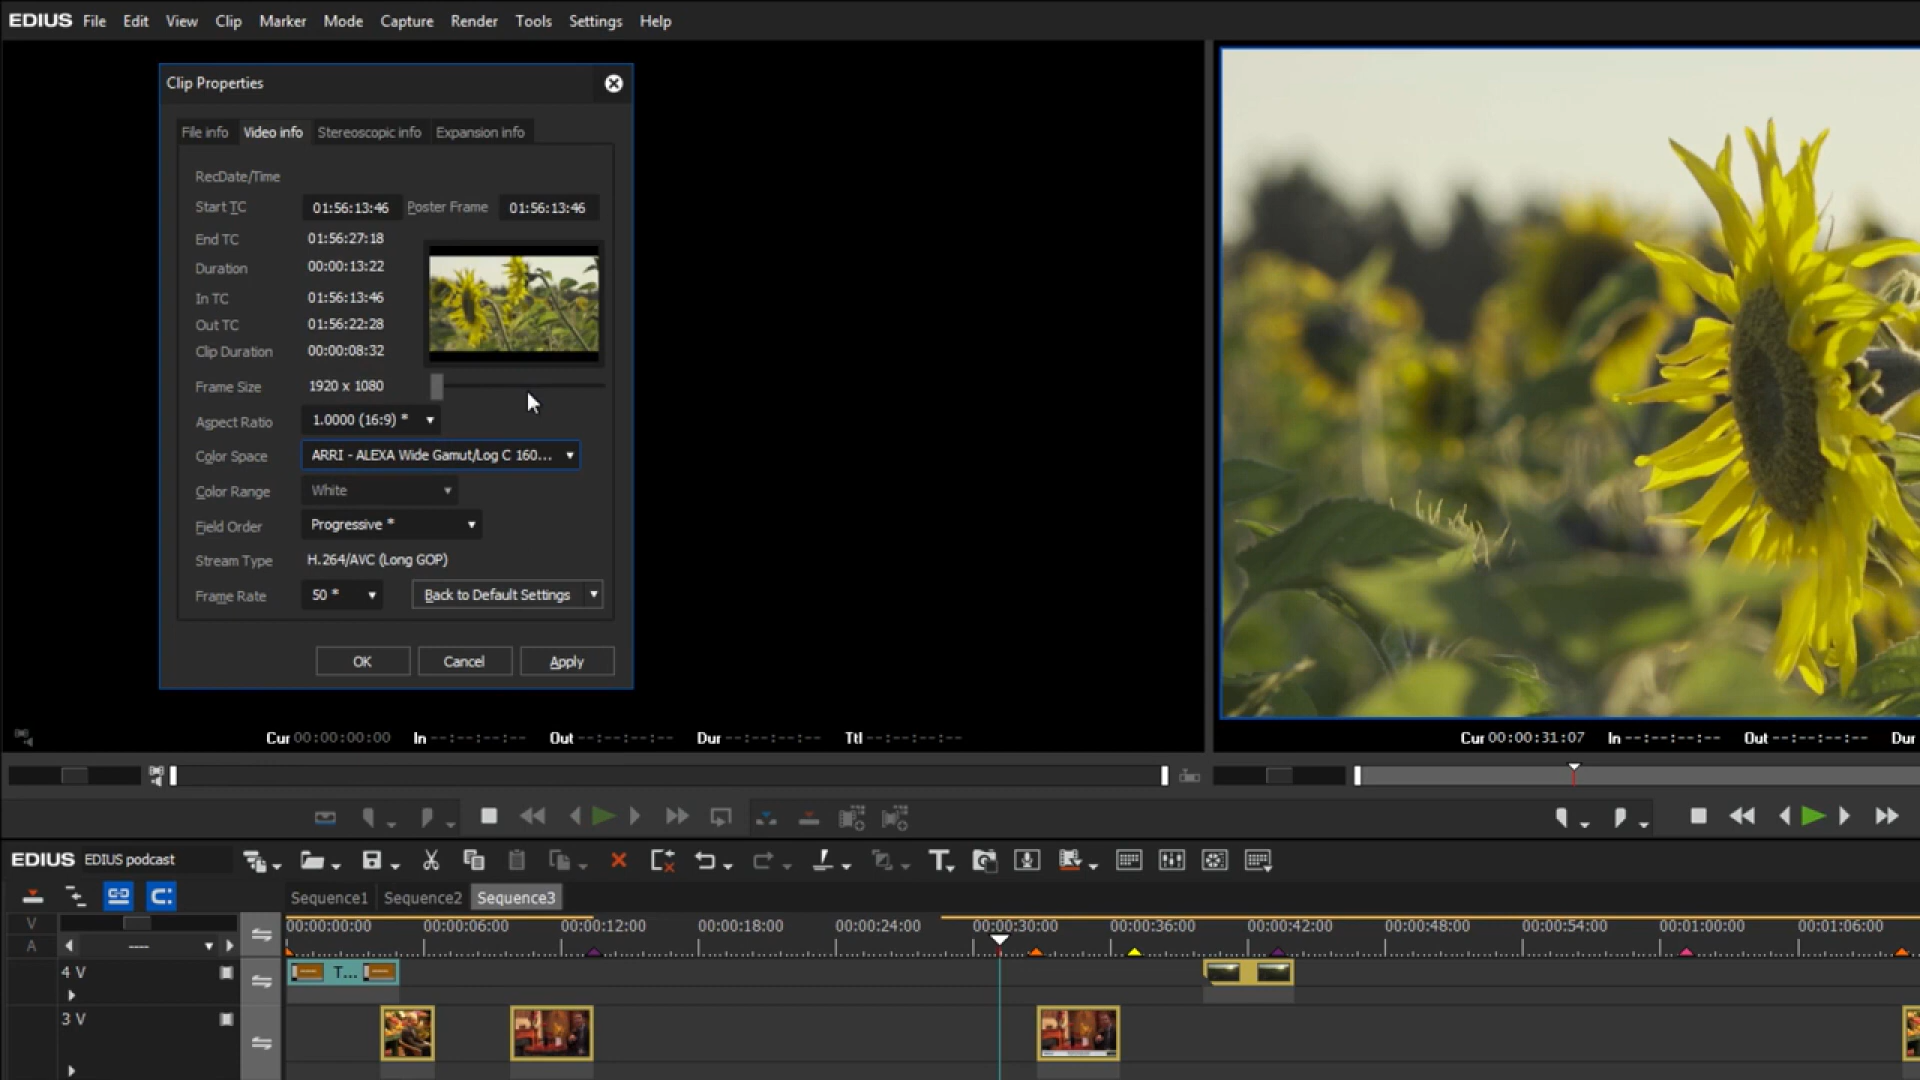 EDIUS File Edit View Clip Marker Mode Capture Render Tools Settings Help
Clip Properties
File info Video info Stereoscopic info Expansion info
RecDate/Time
Start TC 01:56:13:46 Poster Frame 01:56:13:46
End TC 01:56:27:18
Duration 00:00:13:22
In TC 01:56:13:46
Out TC 01:56:22:28
Clip Duration 00:00:08:32
Frame Size 1920 x 1080
Aspect Ratio 1.0000 (16:9) *
Color Space ARRI - ALEXA Wide Gamut/Log C 160...
Color Range White
Field Order Progressive *
Stream Type H.264/AVC (Long GOP)
Frame Rate 50 * Back to Default Settings
OK Cancel Apply
Cur 00:00:00:00 In --:--:--:-- Out --:--:--:-- Dur --:--:--:-- Ttl --:--:--:--
Cur 00:00:31:07 In --:--:--:-- Out --:--:--:-- Dur
EDIUS EDIUS podcast
Sequence1 Sequence2 Sequence3
V 00:00:00:00 00:00:06:00 00:00:12:00 00:00:18:00 00:00:24:00 00:00:30:00 00:00:36:00 00:00:42:00 00:00:48:00 00:00:54:00 00:01:00:00 00:01:06:00
A ----
4 V T...
3 V